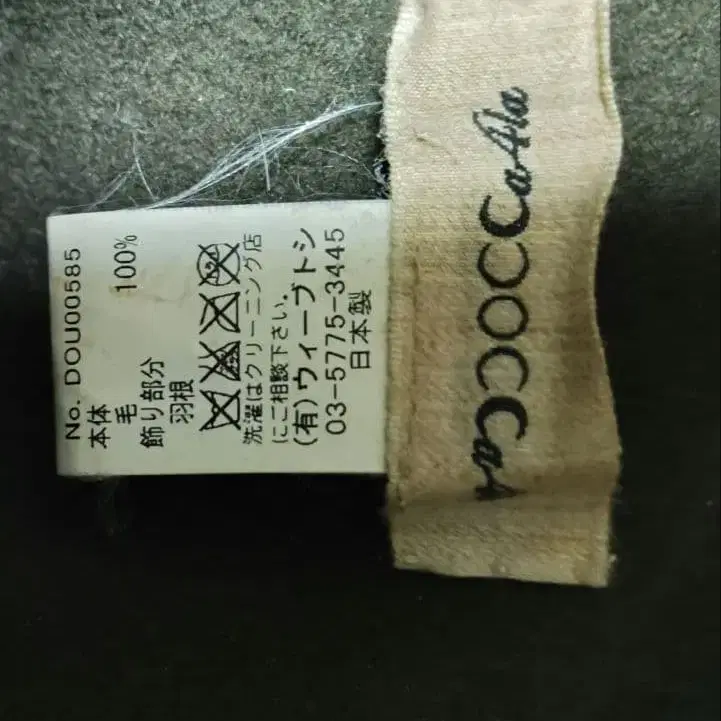 No. DOU00585
本体
毛 100%
飾り部分
羽根
洗濯はクリーニング店
にご相談下さい。
(有)ウィーブトシ
03-5775-3445
日本製
Ca4la